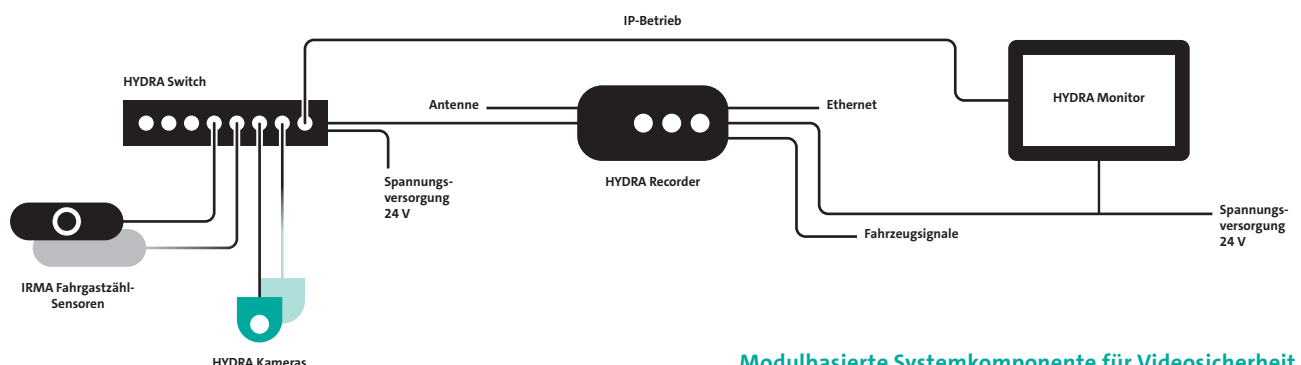 IP-Betrieb
HYDRA Switch
Antenne
Ethernet
HYDRA Monitor
HYDRA Recorder
Spannungs-
versorgung
24 V
Spannungs-
versorgung
24 V
Fahrzeugsignale
IRMA Fahrgastzähl-
Sensoren
HYDRA Kameras
Modulbasierte Systemkomponente für Videosicherheit